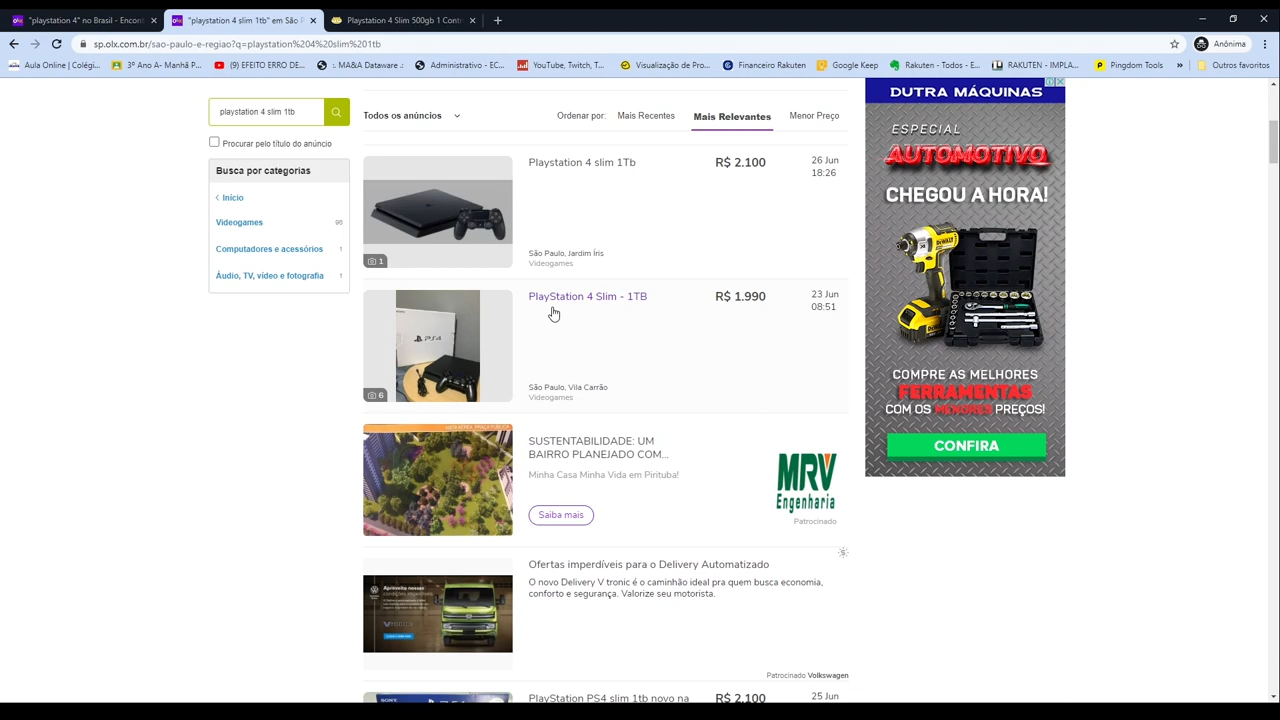 "playstation 4" no Brasil - Encont
"playstation 4 slim 1tb" em São P
Playstation 4 Slim 500gb 1 Contr
sp.olx.com.br/sao-paulo-e-regiao?q=playstation%204%20slim%201tb
Anônima
Aula Online | Colégi...
3º Ano A- Manhã P...
(9) EFEITO ERRO DE...
.: MA&A Dataware .:
Administrativo - EC...
YouTube, Twitch, T...
Visualização de Pro...
Financeiro Rakuten
Google Keep
Rakuten - Todos - E...
RAKUTEN - IMPLA...
Pingdom Tools
»
Outros favoritos
playstation 4 slim 1tb
Procurar pelo título do anúncio
Busca por categorias
Início
Videogames 96
Computadores e acessórios 1
Áudio, TV, vídeo e fotografia 1
Todos os anúncios
Ordenar por: Mais Recentes Mais Relevantes Menor Preço
Playstation 4 slim 1Tb R$ 2.100 26 Jun
18:26
1
São Paulo, Jardim Íris
Videogames
PlayStation 4 Slim - 1TB R$ 1.990 23 Jun
08:51
PS4
6
São Paulo, Vila Carrão
Videogames
SUSTENTABILIDADE: UM
BAIRRO PLANEJADO COM...
Minha Casa Minha Vida em Pirituba!
Saiba mais
MRV
Engenharia
Patrocinado
Ofertas imperdíveis para o Delivery Automatizado
O novo Delivery V tronic é o caminhão ideal pra quem busca economia,
conforto e segurança. Valorize seu motorista.
Patrocinado Volkswagen
PlayStation PS4 slim 1tb novo na R$ 2.100 25 Jun
DUTRA MÁQUINAS
ESPECIAL
AUTOMOTIVO
CHEGOU A HORA!
COMPRE AS MELHORES
FERRAMENTAS
COM OS MENORES PREÇOS!
CONFIRA